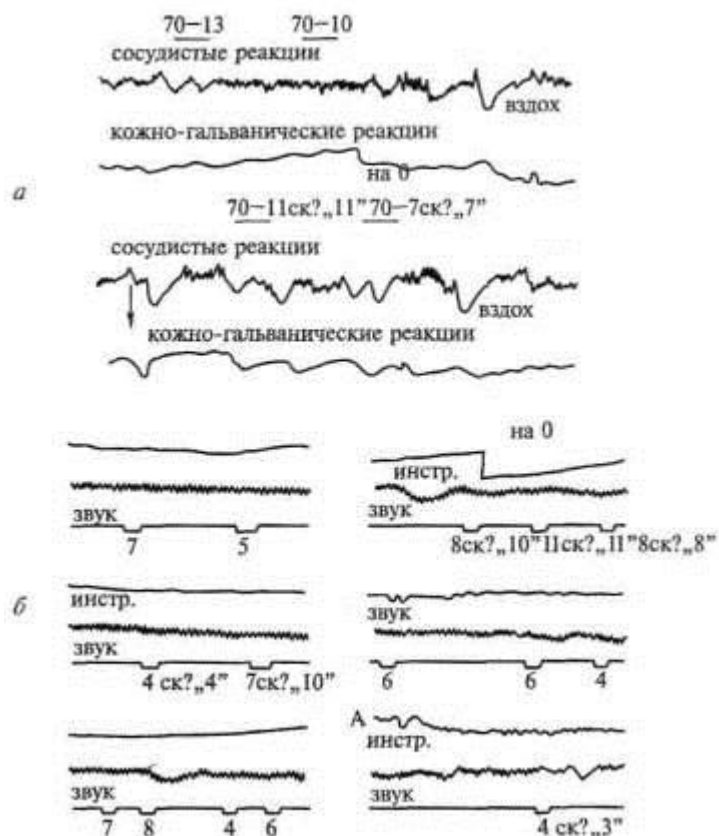 70–13 70–10
сосудистые реакции
вздох
кожно-гальванические реакции
на 0
а
70–11ск?„11” 70–7ск?„7”
сосудистые реакции
вздох
кожно-гальванические реакции
звук
7 5
на 0
инстр.
звук
8ск?„10”11ск?„11”8ск?„8”
б
инстр.
звук
4 ск?„4” 7ск?„10”
звук
6 6 4
звук
7 8 4 6
А
инстр.
звук
4 ск?„3”